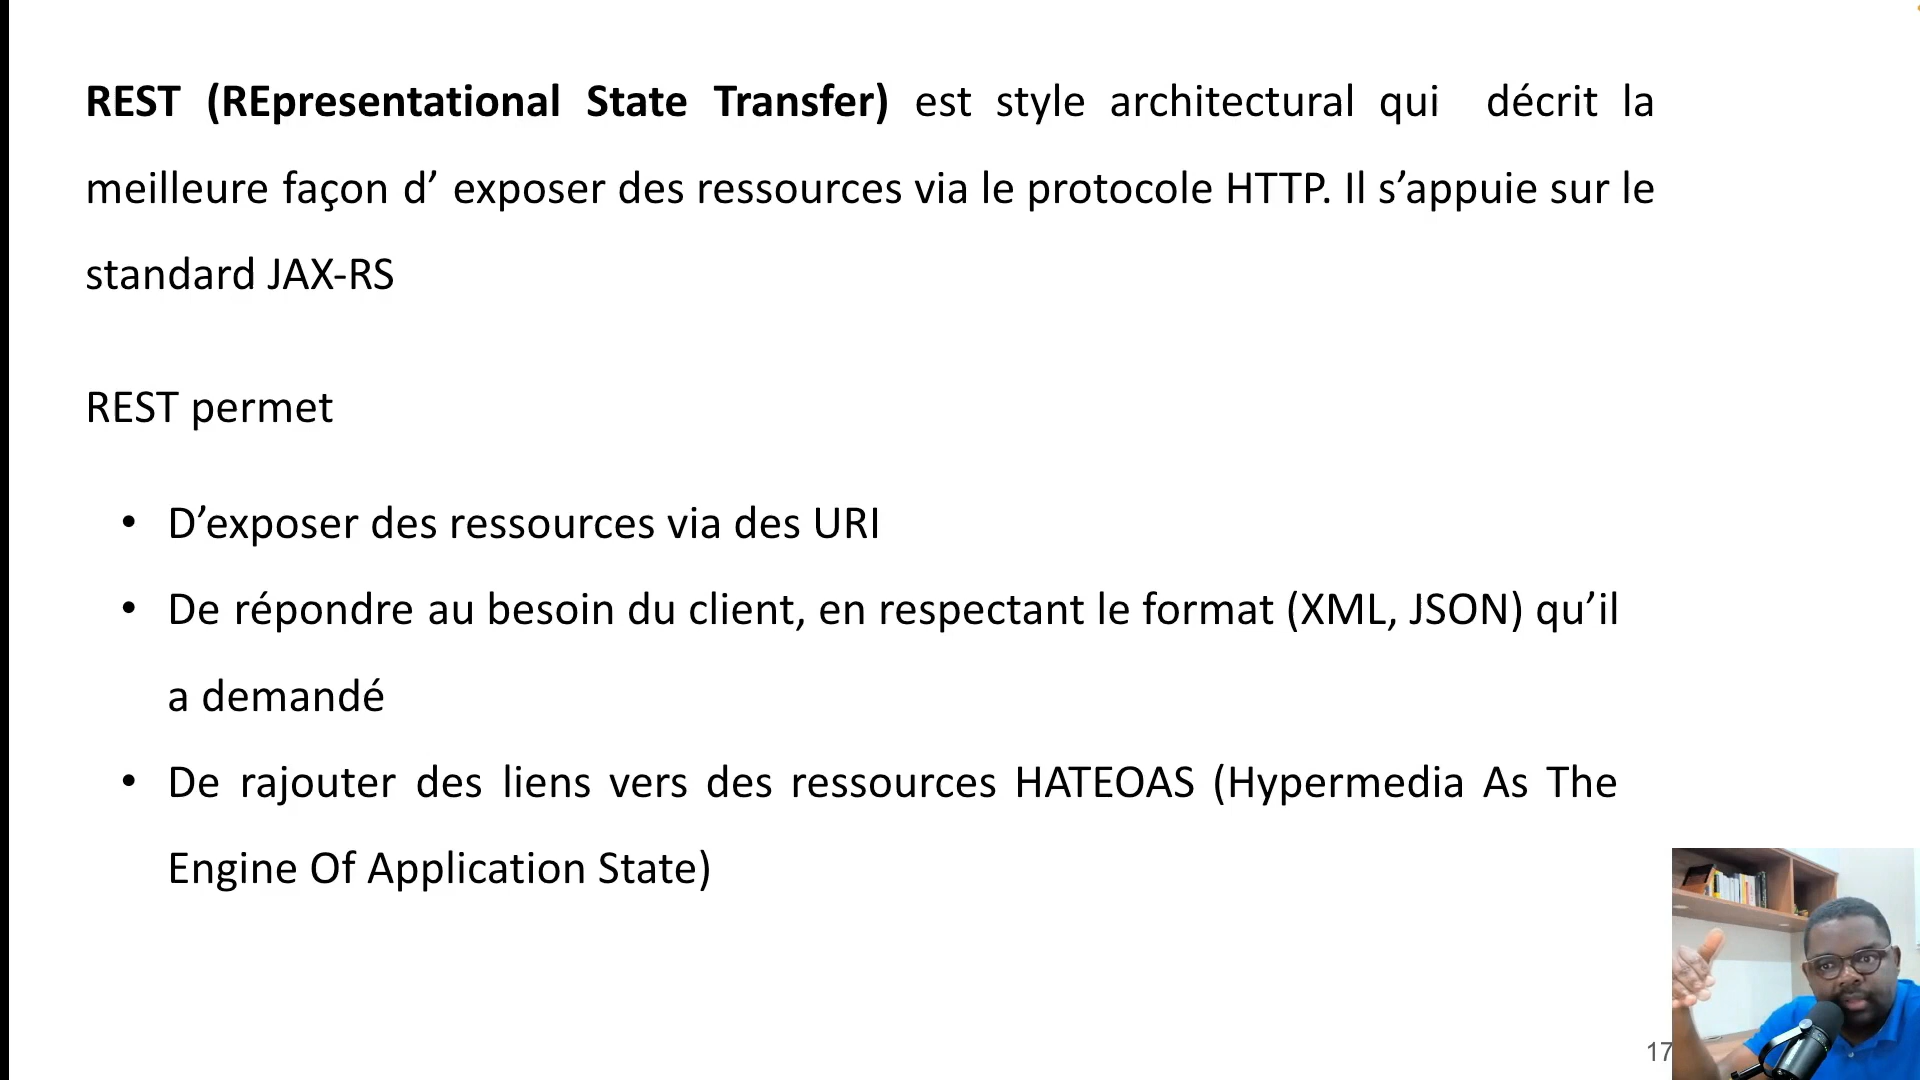 REST (REpresentational State Transfer) est style architectural qui décrit la
meilleure façon d’ exposer des ressources via le protocole HTTP. Il s’appuie sur le
standard JAX-RS
REST permet
• D’exposer des ressources via des URI
• De répondre au besoin du client, en respectant le format (XML, JSON) qu’il
a demandé
• De rajouter des liens vers des ressources HATEOAS (Hypermedia As The
Engine Of Application State)
17